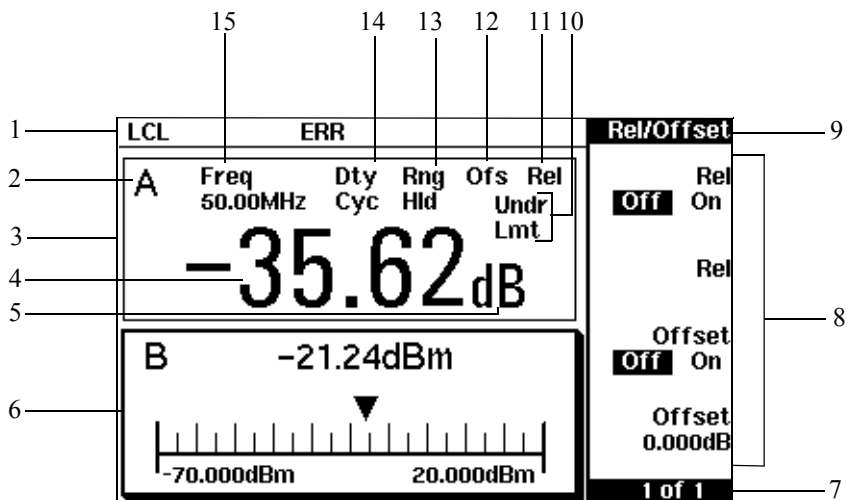 15 14 13 12 11 10
1 LCL ERR Rel/Offset 9
2 A Freq Dty Rng Ofs Rel
50.00MHz Cyc Hld Undr
Lmt
3
4 -35.62dB
5
Rel
Off On
Rel
Offset
Off On
Offset
0.000dB
8
6 B -21.24dBm
-70.000dBm 20.000dBm
1 of 1 7